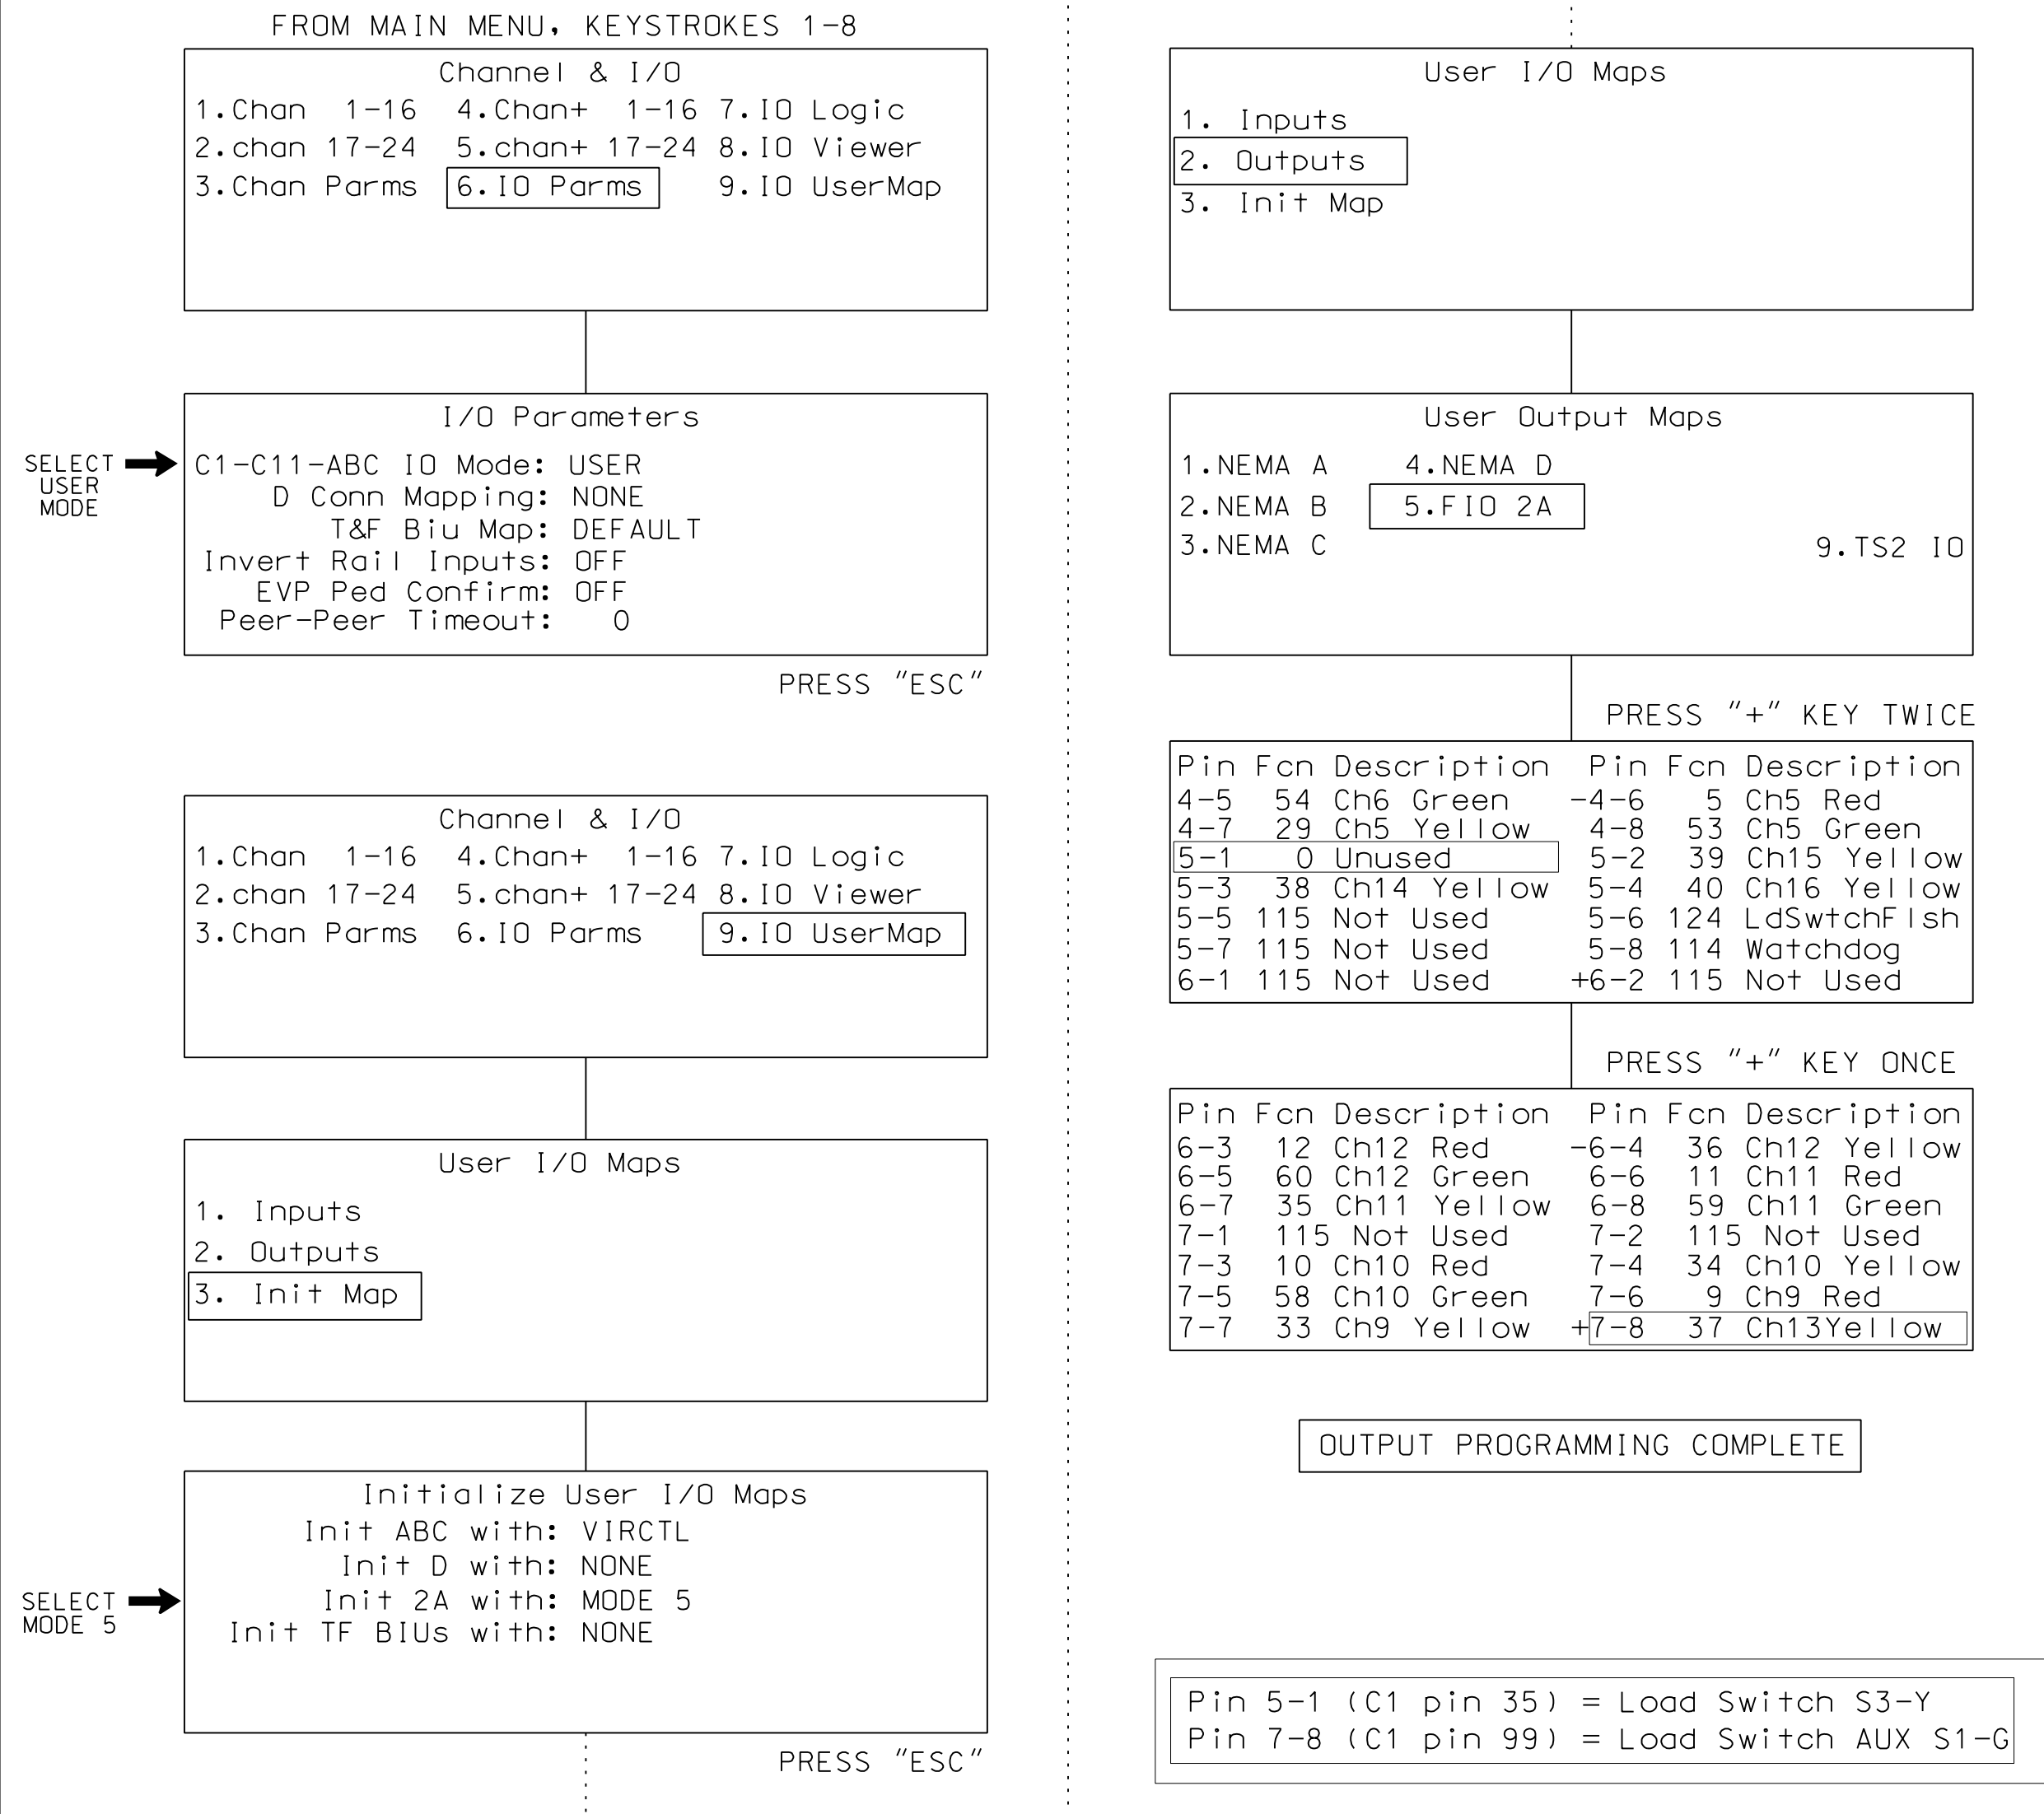 FROM MAIN MENU, KEYSTROKES 1-8
Channel & I/O
1.Chan 1-16 4.Chan+ 1-16 7.IO Logic
2.chan 17-24 5.chan+ 17-24 8.IO Viewer
3.Chan Parms 6.IO Parms 9.IO UserMap
I/O Parameters
SELECT
USER
MODE
C1-C11-ABC IO Mode: USER
D Conn Mapping: NONE
T&F Biu Map: DEFAULT
Invert Rail Inputs: OFF
EVP Ped Confirm: OFF
Peer-Peer Timeout: 0
PRESS "ESC"
Channel & I/O
1.Chan 1-16 4.Chan+ 1-16 7.IO Logic
2.chan 17-24 5.chan+ 17-24 8.IO Viewer
3.Chan Parms 6.IO Parms 9.IO UserMap
User I/O Maps
1. Inputs
2. Outputs
3. Init Map
Initialize User I/O Maps
Init ABC with: VIRCTL
Init D with: NONE
SELECT
MODE 5
Init 2A with: MODE 5
Init TF BIUs with: NONE
PRESS "ESC"
User I/O Maps
1. Inputs
2. Outputs
3. Init Map
User Output Maps
1.NEMA A 4.NEMA D
2.NEMA B 5.FIO 2A
3.NEMA C 9.TS2 IO
PRESS "+" KEY TWICE
Pin Fcn Description Pin Fcn Description
4-5 54 Ch6 Green -4-6 5 Ch5 Red
4-7 29 Ch5 Yellow 4-8 53 Ch5 Green
5-1 0 Unused 5-2 39 Ch15 Yellow
5-3 38 Ch14 Yellow 5-4 40 Ch16 Yellow
5-5 115 Not Used 5-6 124 LdSwtchFlsh
5-7 115 Not Used 5-8 114 Watchdog
6-1 115 Not Used +6-2 115 Not Used
PRESS "+" KEY ONCE
Pin Fcn Description Pin Fcn Description
6-3 12 Ch12 Red -6-4 36 Ch12 Yellow
6-5 60 Ch12 Green 6-6 11 Ch11 Red
6-7 35 Ch11 Yellow 6-8 59 Ch11 Green
7-1 115 Not Used 7-2 115 Not Used
7-3 10 Ch10 Red 7-4 34 Ch10 Yellow
7-5 58 Ch10 Green 7-6 9 Ch9 Red
7-7 33 Ch9 Yellow +7-8 37 Ch13Yellow
OUTPUT PROGRAMMING COMPLETE
Pin 5-1 (C1 pin 35) = Load Switch S3-Y
Pin 7-8 (C1 pin 99) = Load Switch AUX S1-G